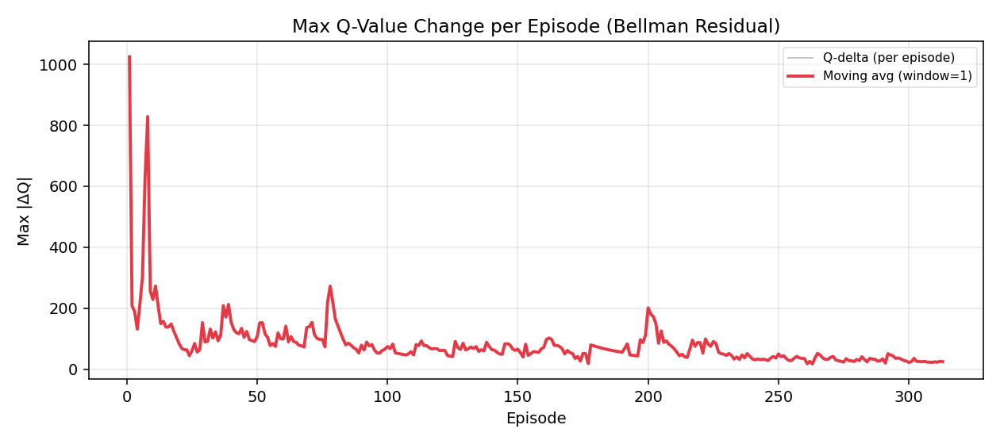 Max Q-Value Change per Episode (Bellman Residual)
Q-delta (per episode)
Moving avg (window=1)
Max |ΔQ|
1000
800
600
400
200
0
0 50 100 150 200 250 300
Episode